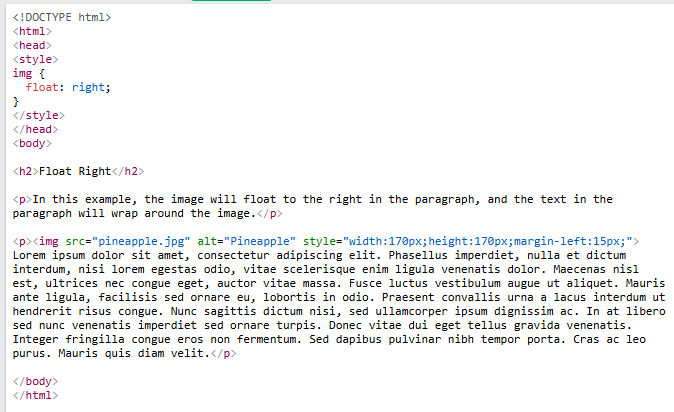 <!DOCTYPE html>
<html>
<head>
<style>
img {
  float: right;
}
</style>
</head>
<body>

<h2>Float Right</h2>

<p>In this example, the image will float to the right in the paragraph, and the text in the
paragraph will wrap around the image.</p>

<p><img src="pineapple.jpg" alt="Pineapple" style="width:170px;height:170px;margin-left:15px;">
Lorem ipsum dolor sit amet, consectetur adipiscing elit. Phasellus imperdiet, nulla et dictum
interdum, nisi lorem egestas odio, vitae scelerisque enim ligula venenatis dolor. Maecenas nisl
est, ultrices nec congue eget, auctor vitae massa. Fusce luctus vestibulum augue ut aliquet. Mauris
ante ligula, facilisis sed ornare eu, lobortis in odio. Praesent convallis urna a lacus interdum ut
hendrerit risus congue. Nunc sagittis dictum nisi, sed ullamcorper ipsum dignissim ac. In at libero
sed nunc venenatis imperdiet sed ornare turpis. Donec vitae dui eget tellus gravida venenatis.
Integer fringilla congue eros non fermentum. Sed dapibus pulvinar nibh tempor porta. Cras ac leo
purus. Mauris quis diam velit.</p>

</body>
</html>